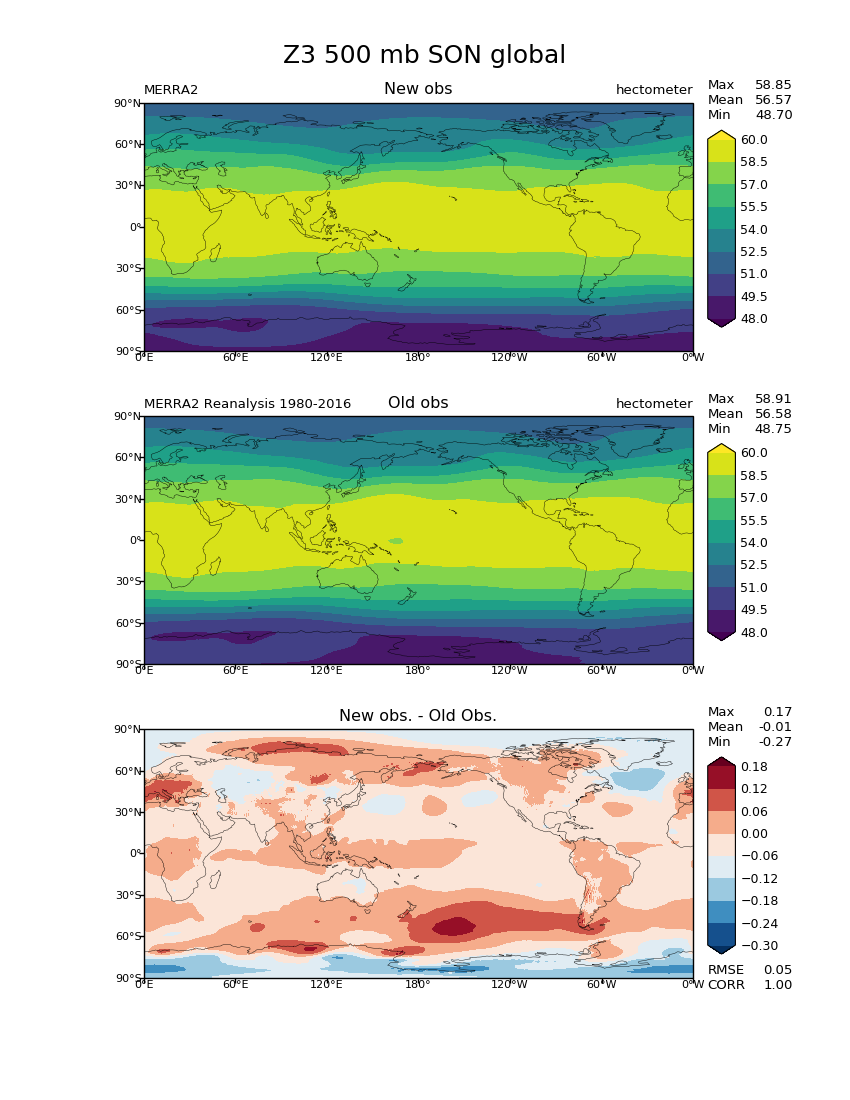 Z3 500 mb SON global
MERRA2 New obs hectometer
Max 58.85
Mean 56.57
Min 48.70
90°N
60°N
30°N
0°
30°S
60°S
90°S
0°E 60°E 120°E 180° 120°W 60°W 0°W
60.0
58.5
57.0
55.5
54.0
52.5
51.0
49.5
48.0
MERRA2 Reanalysis 1980-2016 Old obs hectometer
Max 58.91
Mean 56.58
Min 48.75
90°N
60°N
30°N
0°
30°S
60°S
90°S
0°E 60°E 120°E 180° 120°W 60°W 0°W
60.0
58.5
57.0
55.5
54.0
52.5
51.0
49.5
48.0
New obs. - Old Obs.
Max 0.17
Mean -0.01
Min -0.27
90°N
60°N
30°N
0°
30°S
60°S
90°S
0°E 60°E 120°E 180° 120°W 60°W 0°W
0.18
0.12
0.06
0.00
−0.06
−0.12
−0.18
−0.24
−0.30
RMSE 0.05
CORR 1.00